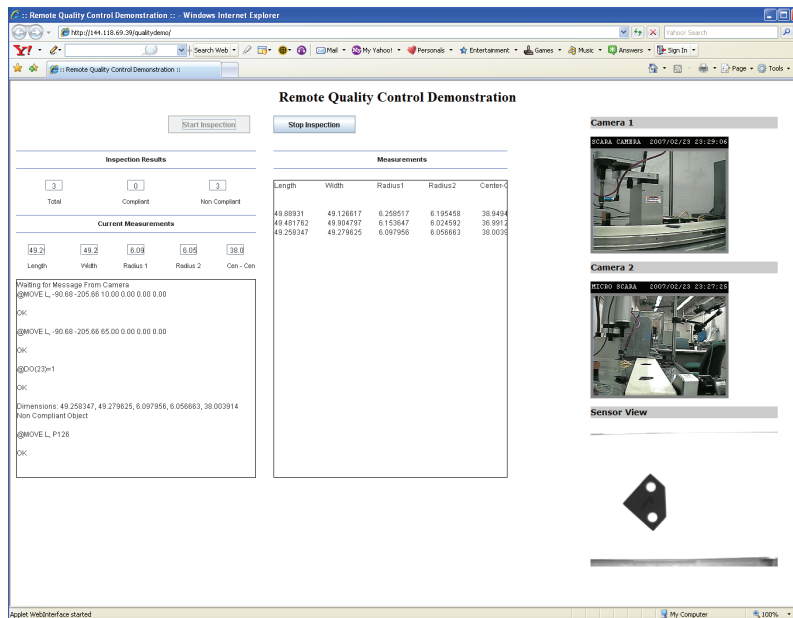 :: Remote Quality Control Demonstration :: - Windows Internet Explorer
http://144.118.69.39/qualitydemo/
Yahoo! Search
Y! Search Web Mail My Yahoo! Personals Entertainment Games Music Answers Sign In
:: Remote Quality Control Demonstration ::
Page Tools
Remote Quality Control Demonstration
Start Inspection
Stop Inspection
Inspection Results
3 0 3
Total Compliant Non Compliant
Current Measurements
49.2 49.2 6.09 6.05 38.0
Length Width Radius 1 Radius 2 Cen - Cen
Waiting for Message From Camera
@MOVE L, -90.68 -205.66 10.00 0.00 0.00 0.00
OK
@MOVE L, -90.68 -205.66 65.00 0.00 0.00 0.00
OK
@DO(23)=1
OK
Dimensions: 49.258347, 49.279625, 6.097956, 6.056663, 38.003914
Non Compliant Object
@MOVE L, P126
OK
Measurements
Length Width Radius1 Radius2 Center-C
49.88931 49.126617 6.258517 6.195458 38.9494
49.481762 49.904797 6.153647 6.024592 36.9912
49.258347 49.279625 6.097956 6.056663 38.0039
Camera 1
SCARA CAMERA 2007/02/23 23:29:06
Camera 2
MICRO SCARA 2007/02/23 23:27:25
Sensor View
Applet WebInterface started
My Computer
100%